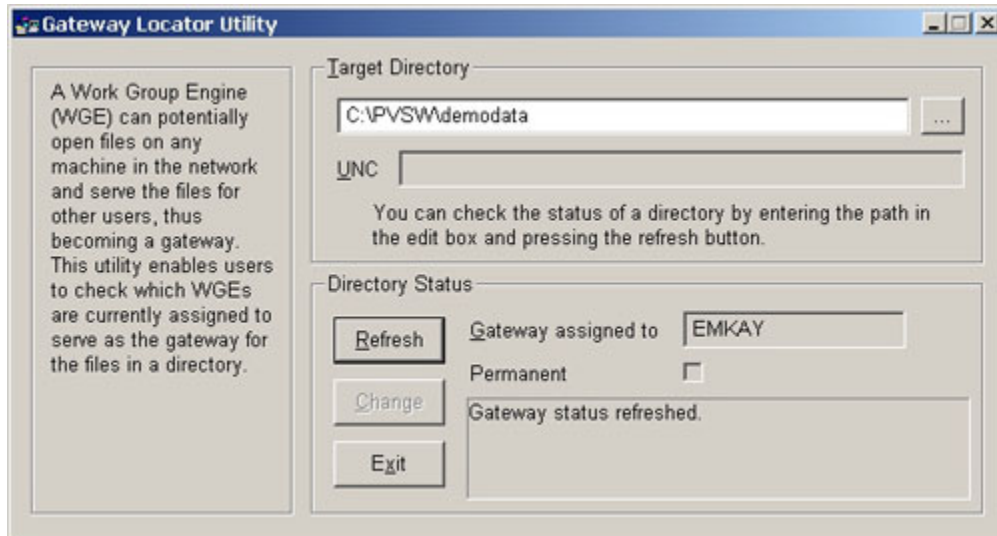 Gateway Locator Utility
A Work Group Engine
(WGE) can potentially
open files on any
machine in the network
and serve the files for
other users, thus
becoming a gateway.
This utility enables users
to check which WGEs
are currently assigned to
serve as the gateway for
the files in a directory.
Target Directory
C:\PVSW\demodata
...
UNC
You can check the status of a directory by entering the path in
the edit box and pressing the refresh button.
Directory Status
Refresh
Gateway assigned to
EMKAY
Permanent
Change
Gateway status refreshed.
Exit